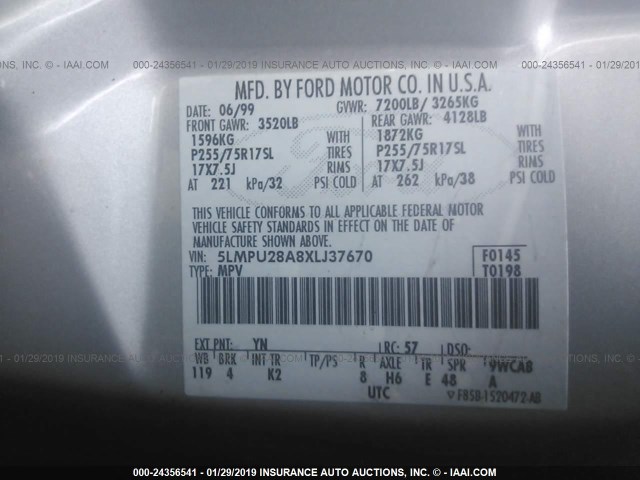 000-24356541 - 01/29/2019 INSURANCE AUTO AUCTIONS, INC. - © IAAI.COM
MFD. BY FORD MOTOR CO. IN U.S.A.
DATE: 06/99 GVWR: 7200LB/ 3265KG
FRONT GAWR: 3520LB REAR GAWR: 4128LB
1596KG WITH 1872KG WITH
P255/75R17SL TIRES P255/75R17SL TIRES
17X7.5J RIMS 17X7.5J RIMS
AT 221 kPa/32 PSI COLD AT 262 kPa/38 PSI COLD
THIS VEHICLE CONFORMS TO ALL APPLICABLE FEDERAL MOTOR
VEHICLE SAFETY STANDARDS IN EFFECT ON THE DATE OF
MANUFACTURE SHOWN ABOVE.
VIN: 5LMPU28A8XLJ37670 F0145
TYPE: MPV T0198
EXT PNT: YN RC: 57 DSO:
WB BRK INT TR TP/PS R AXLE TR SPR 9WCA8
119 4 K2 8 H6 E 48 A
UTC F85B-1520472-AB
000-24356541 - 01/29/2019 INSURANCE AUTO AUCTIONS, INC. - © IAAI.COM